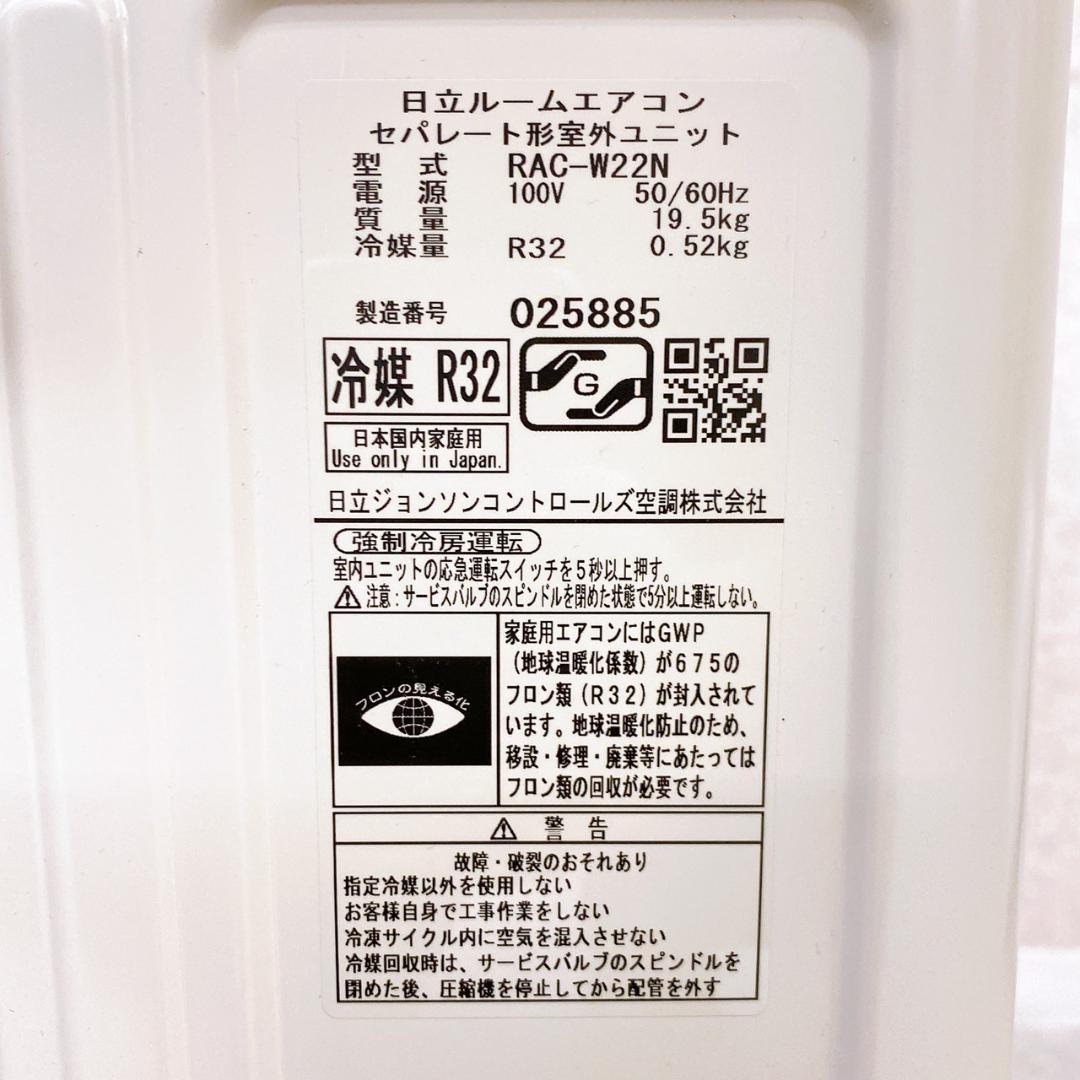 日立ルームエアコン
セパレート形室外ユニット
型 式 RAC-W22N
電 源 100V 50/60Hz
質 量 19.5kg
冷媒量 R32 0.52kg
製造番号 025885
冷媒 R32
G
日本国内家庭用
Use only in Japan.
日立ジョンソンコントロールズ空調株式会社
強制冷房運転
室内ユニットの応急運転スイッチを5秒以上押す。
注意:サービスバルブのスピンドルを閉めた状態で5分以上運転しない。
フロンの見える化
家庭用エアコンにはGWP
(地球温暖化係数)が675の
フロン類(R32)が封入されて
います。地球温暖化防止のため、
移設・修理・廃棄等にあたっては
フロン類の回収が必要です。
警 告
故障・破裂のおそれあり
指定冷媒以外を使用しない
お客様自身で工事作業をしない
冷凍サイクル内に空気を混入させない
冷媒回収時は、サービスバルブのスピンドルを
閉めた後、圧縮機を停止してから配管を外す